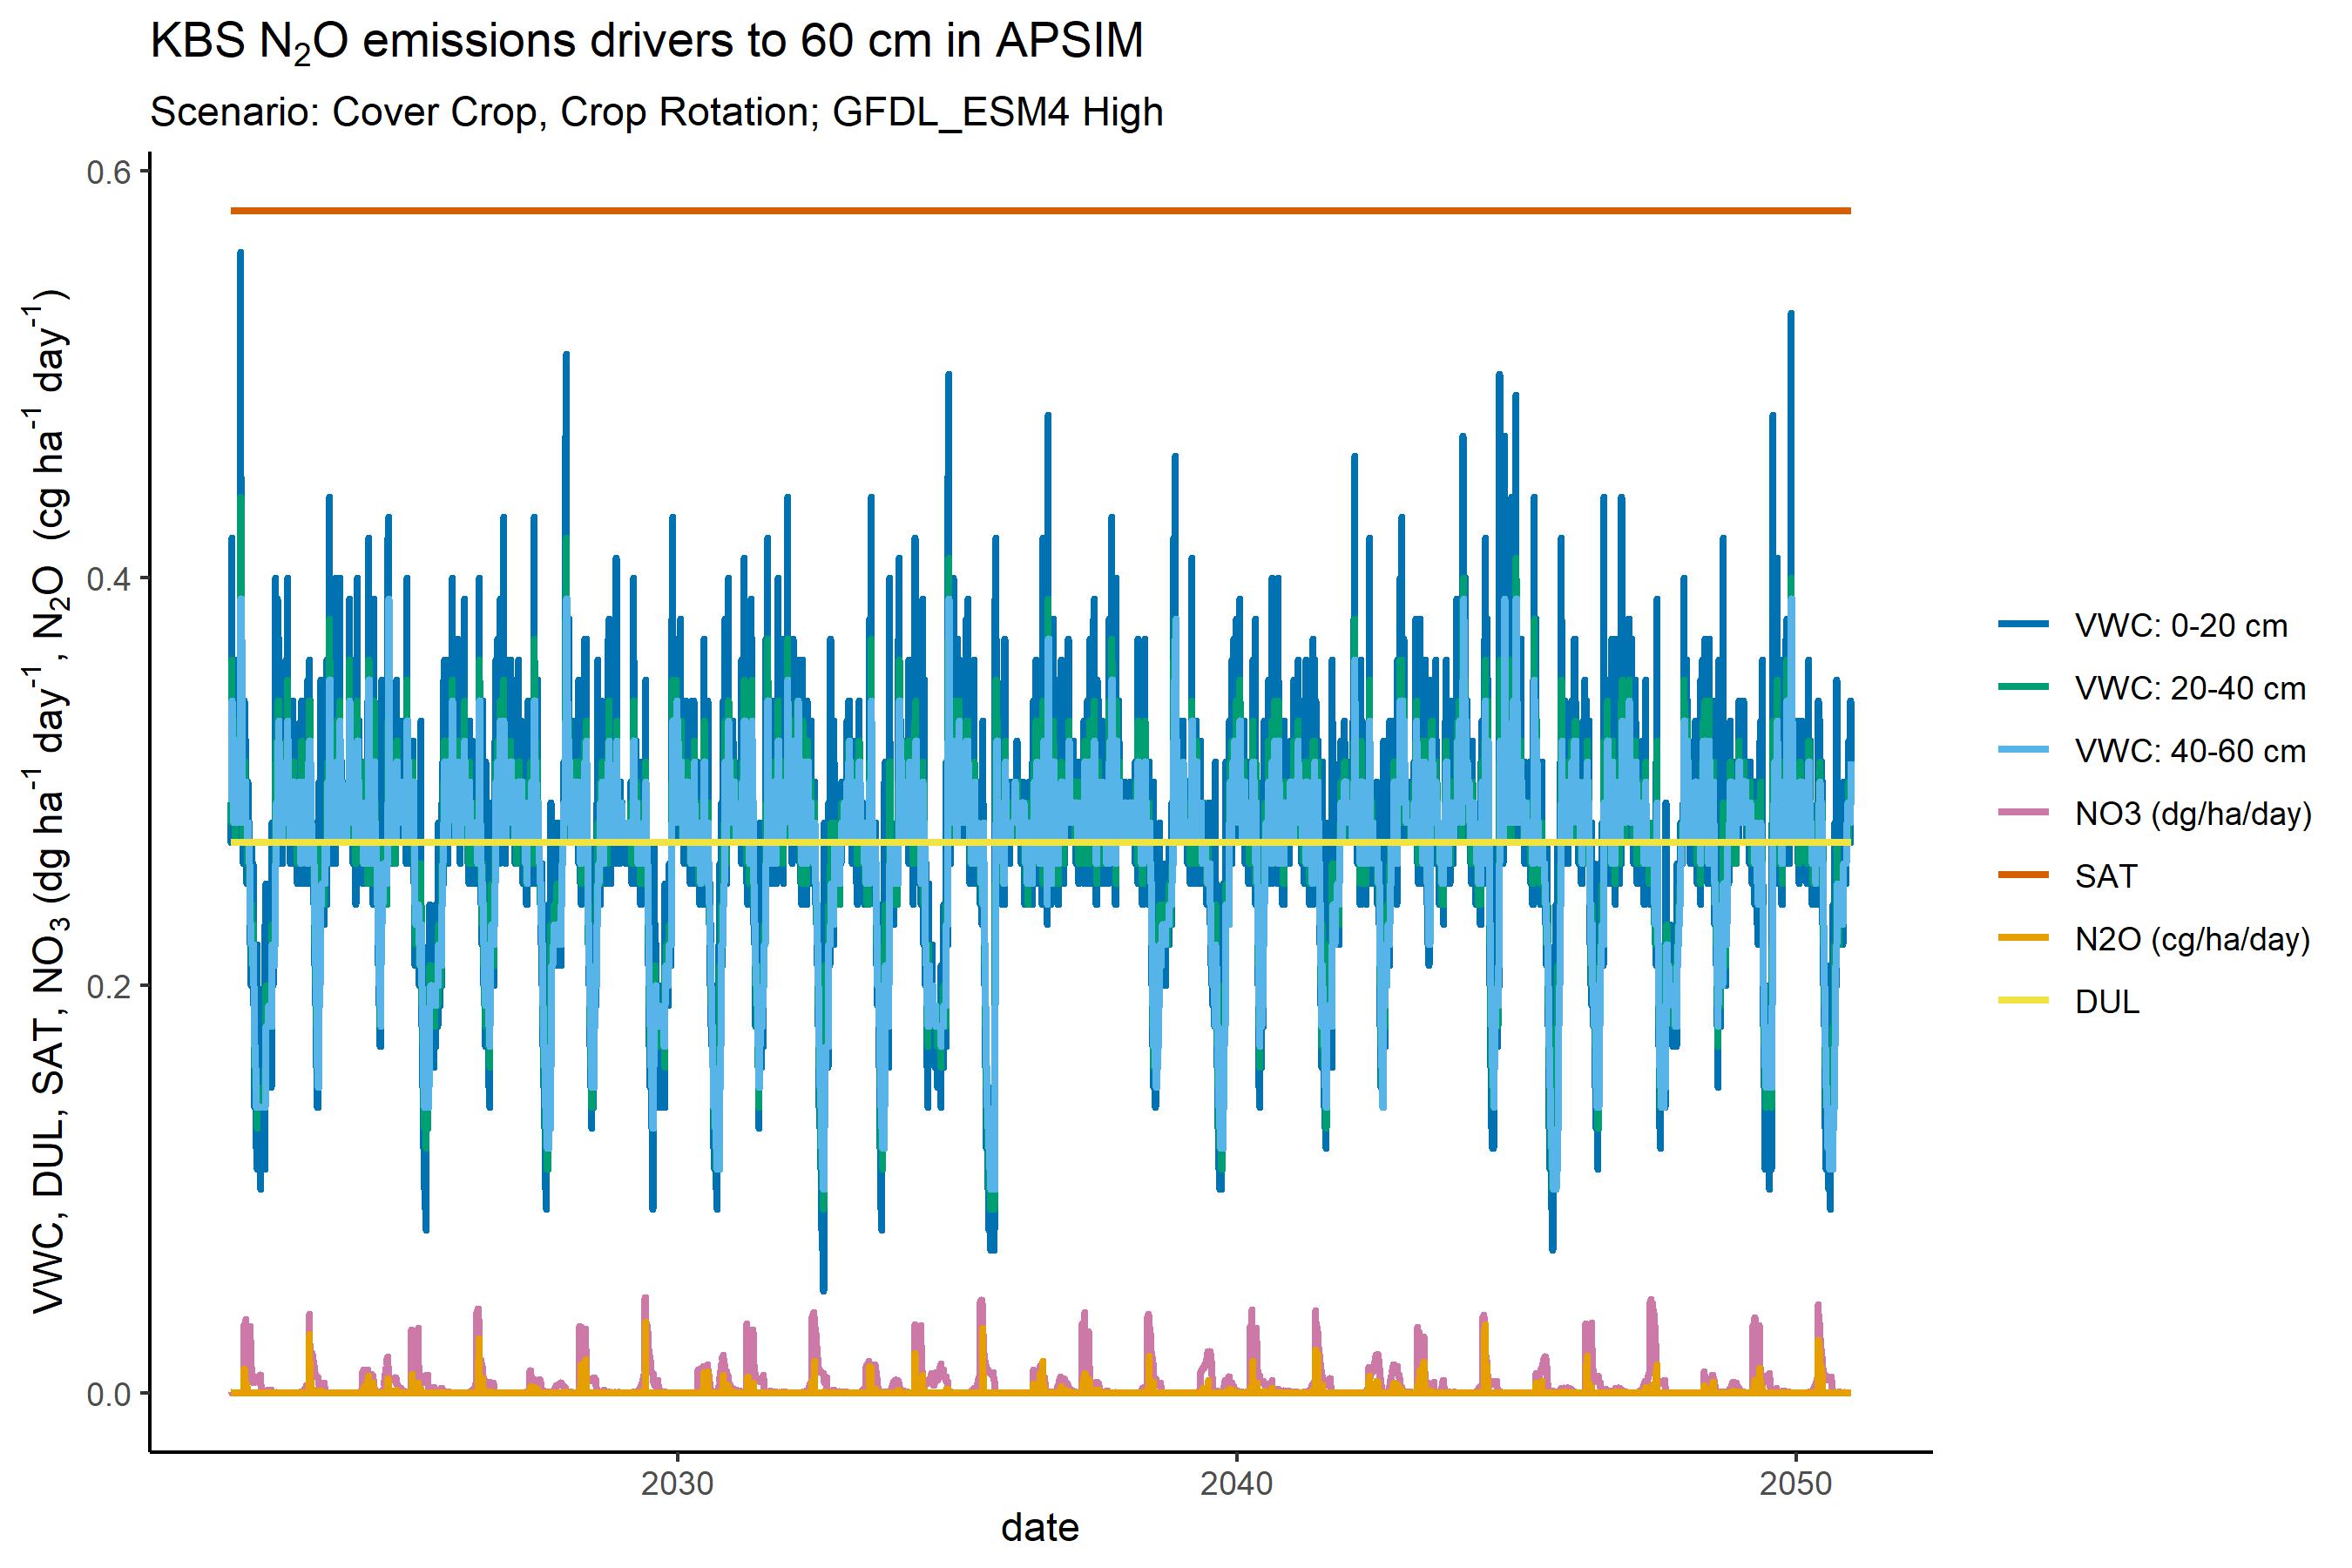 KBS N₂O emissions drivers to 60 cm in APSIM
Scenario: Cover Crop, Crop Rotation; GFDL_ESM4 High
VWC, DUL, SAT, NO₃ (dg ha⁻¹ day⁻¹, N₂O (cg ha⁻¹ day⁻¹)
0.6
0.4
0.2
0.0
2030
2040
2050
date
VWC: 0-20 cm
VWC: 20-40 cm
VWC: 40-60 cm
NO3 (dg/ha/day)
SAT
N2O (cg/ha/day)
DUL